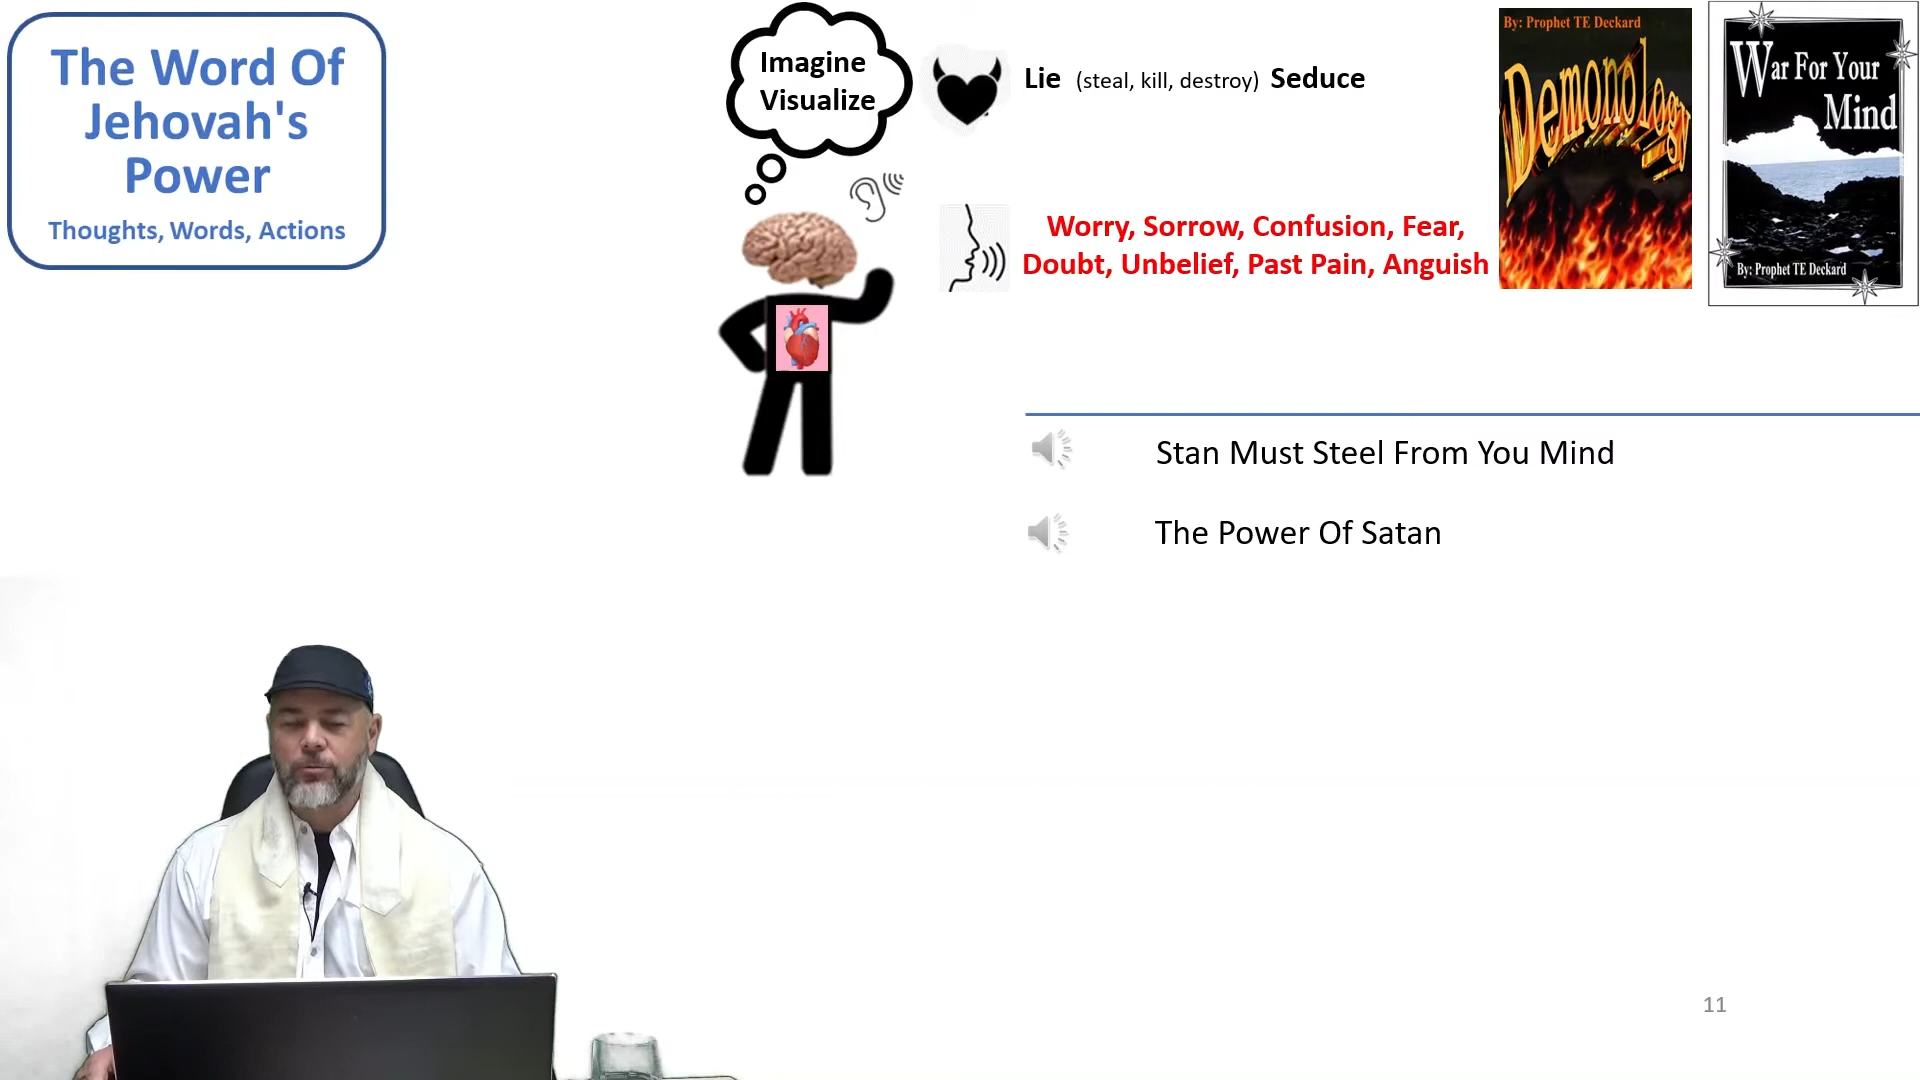 The Word Of
Jehovah's
Power
Thoughts, Words, Actions
Imagine
Visualize
Lie (steal, kill, destroy) Seduce
Worry, Sorrow, Confusion, Fear,
Doubt, Unbelief, Past Pain, Anguish
By: Prophet TE Deckard
Demonology
War For Your
Mind
By: Prophet TE Deckard
Stan Must Steel From You Mind
The Power Of Satan
11